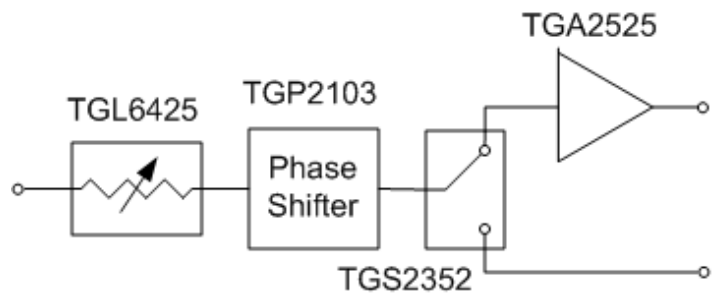 TGA2525
TGL6425
TGP2103
Phase
Shifter
TGS2352